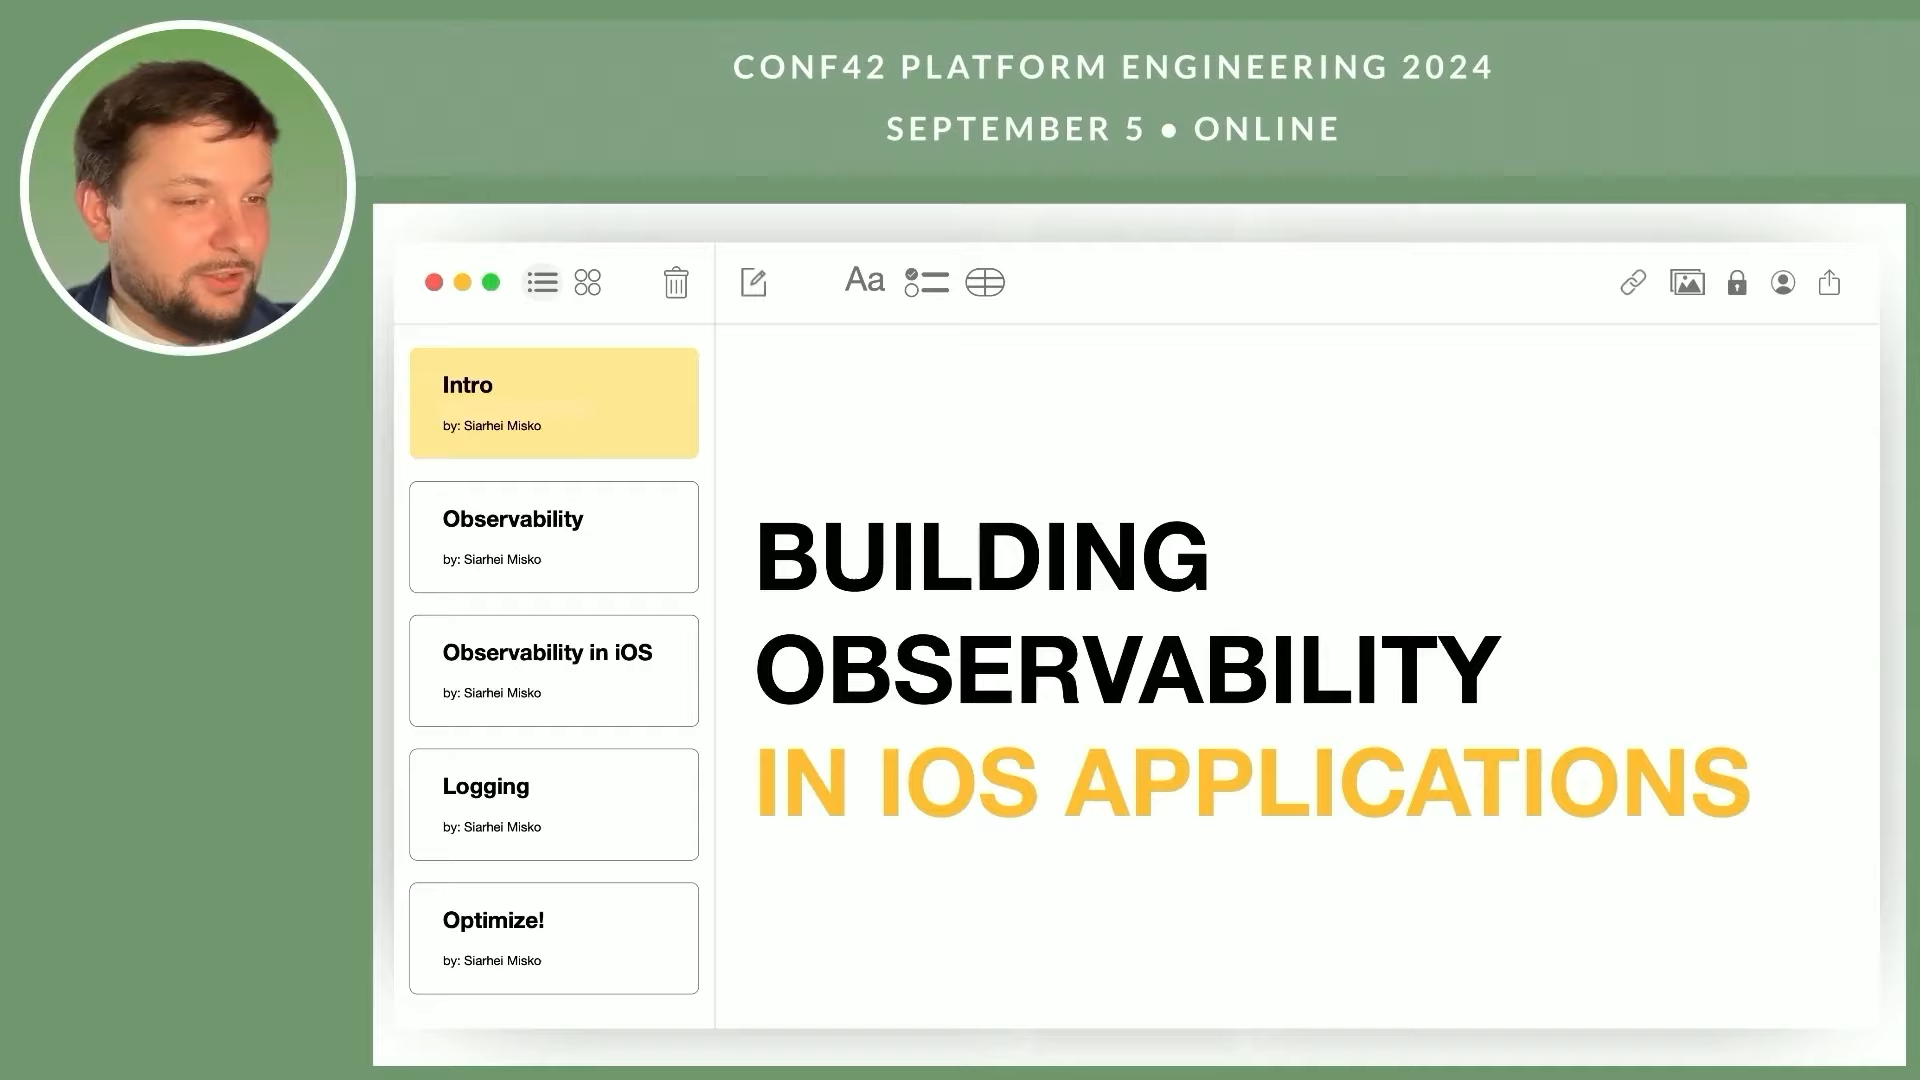 CONF42 PLATFORM ENGINEERING 2024
SEPTEMBER 5 • ONLINE
Aa
Intro
by: Siarhei Misko
Observability
by: Siarhei Misko
Observability in iOS
by: Siarhei Misko
Logging
by: Siarhei Misko
Optimize!
by: Siarhei Misko
BUILDING
OBSERVABILITY
IN IOS APPLICATIONS